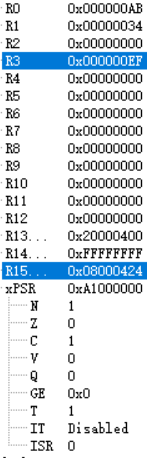 R0 0x000000AB
R1 0x00000034
R2 0x00000000
R3 0x000000EF
R4 0x00000000
R5 0x00000000
R6 0x00000000
R7 0x00000000
R8 0x00000000
R9 0x00000000
R10 0x00000000
R11 0x00000000
R12 0x00000000
R13... 0x20000400
R14... 0xFFFFFFFF
R15... 0x08000424
xPSR 0xA1000000
N 1
Z 0
C 1
V 0
Q 0
GE 0x0
T 1
IT Disabled
ISR 0